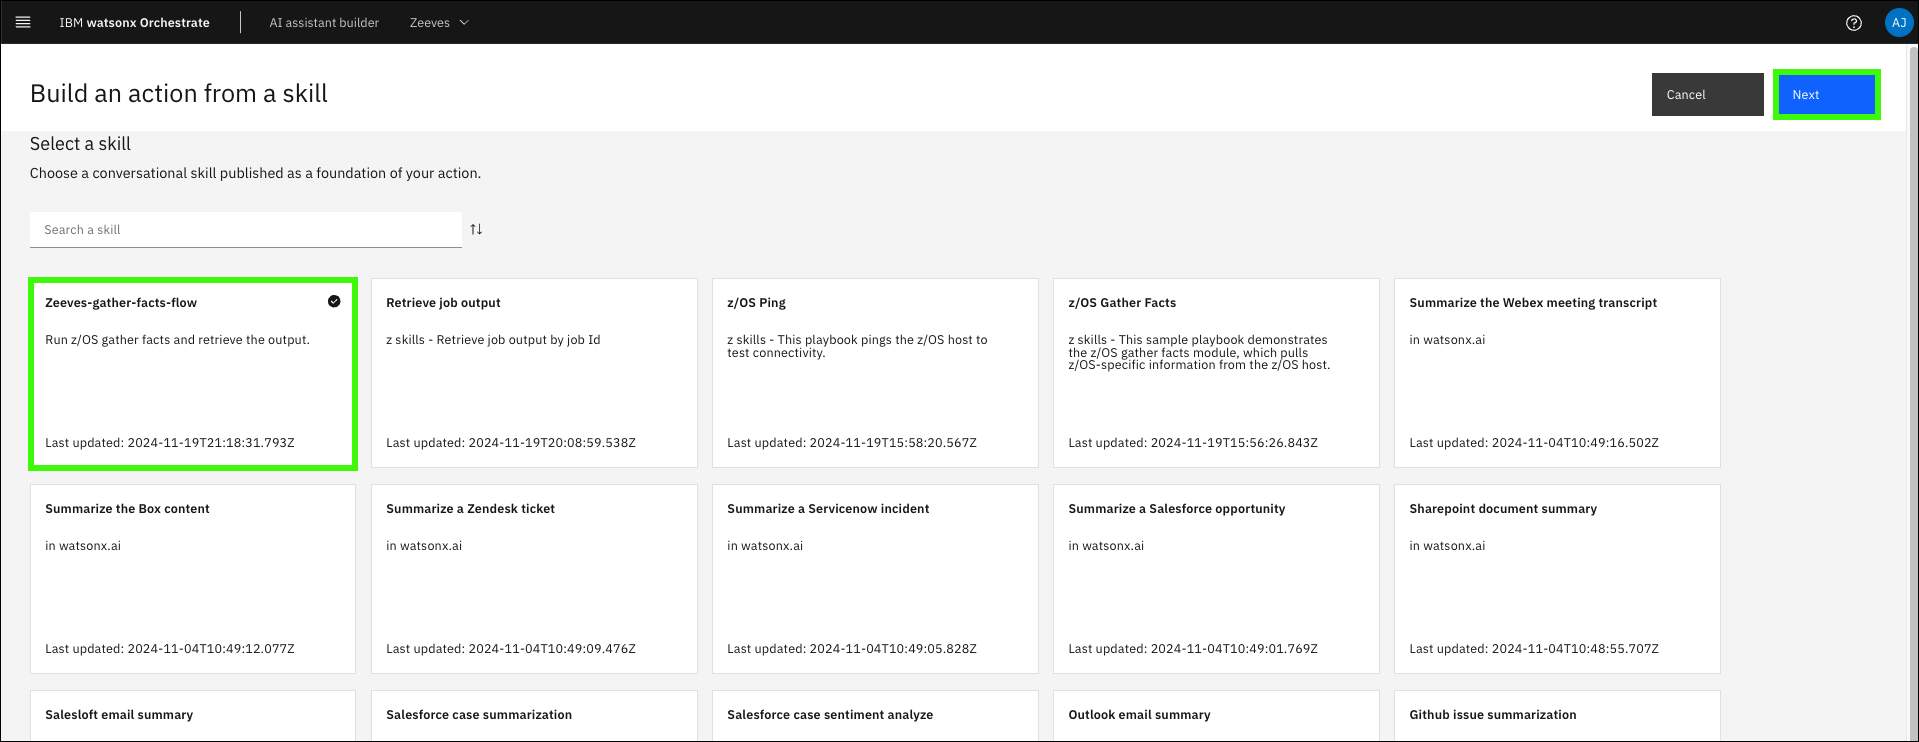 IBM watsonx Orchestrate
AI assistant builder
Zeeves
AJ
Build an action from a skill
Cancel
Next
Select a skill
Choose a conversational skill published as a foundation of your action.
Search a skill
Zeeves-gather-facts-flow
Run z/OS gather facts and retrieve the output.
Last updated: 2024-11-19T21:18:31.793Z
Retrieve job output
z skills - Retrieve job output by job Id
Last updated: 2024-11-19T20:08:59.538Z
z/OS Ping
z skills - This playbook pings the z/OS host to
test connectivity.
Last updated: 2024-11-19T15:58:20.567Z
z/OS Gather Facts
z skills - This sample playbook demonstrates
the z/OS gather facts module, which pulls
z/OS-specific information from the z/OS host.
Last updated: 2024-11-19T15:56:26.843Z
Summarize the Webex meeting transcript
in watsonx.ai
Last updated: 2024-11-04T10:49:16.502Z
Summarize the Box content
in watsonx.ai
Last updated: 2024-11-04T10:49:12.077Z
Summarize a Zendesk ticket
in watsonx.ai
Last updated: 2024-11-04T10:49:09.476Z
Summarize a Servicenow incident
in watsonx.ai
Last updated: 2024-11-04T10:49:05.828Z
Summarize a Salesforce opportunity
in watsonx.ai
Last updated: 2024-11-04T10:49:01.769Z
Sharepoint document summary
in watsonx.ai
Last updated: 2024-11-04T10:48:55.707Z
Salesloft email summary
Salesforce case summarization
Salesforce case sentiment analyze
Outlook email summary
Github issue summarization